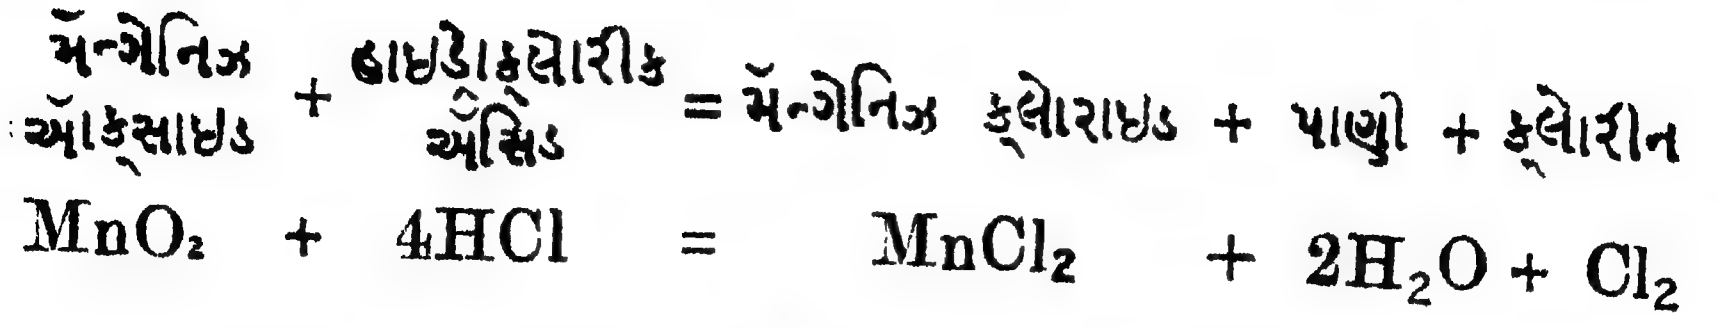 મૅન્ગેનિઝ + હાઇડ્રોક્લોરીક = મૅન્ગેનિઝ ક્લોરાઇડ + પાણી + ક્લોરીન
ઑક્સાઇડ ઍસિડ
MnO₂ + 4HCl = MnCl₂ + 2H₂O + Cl₂